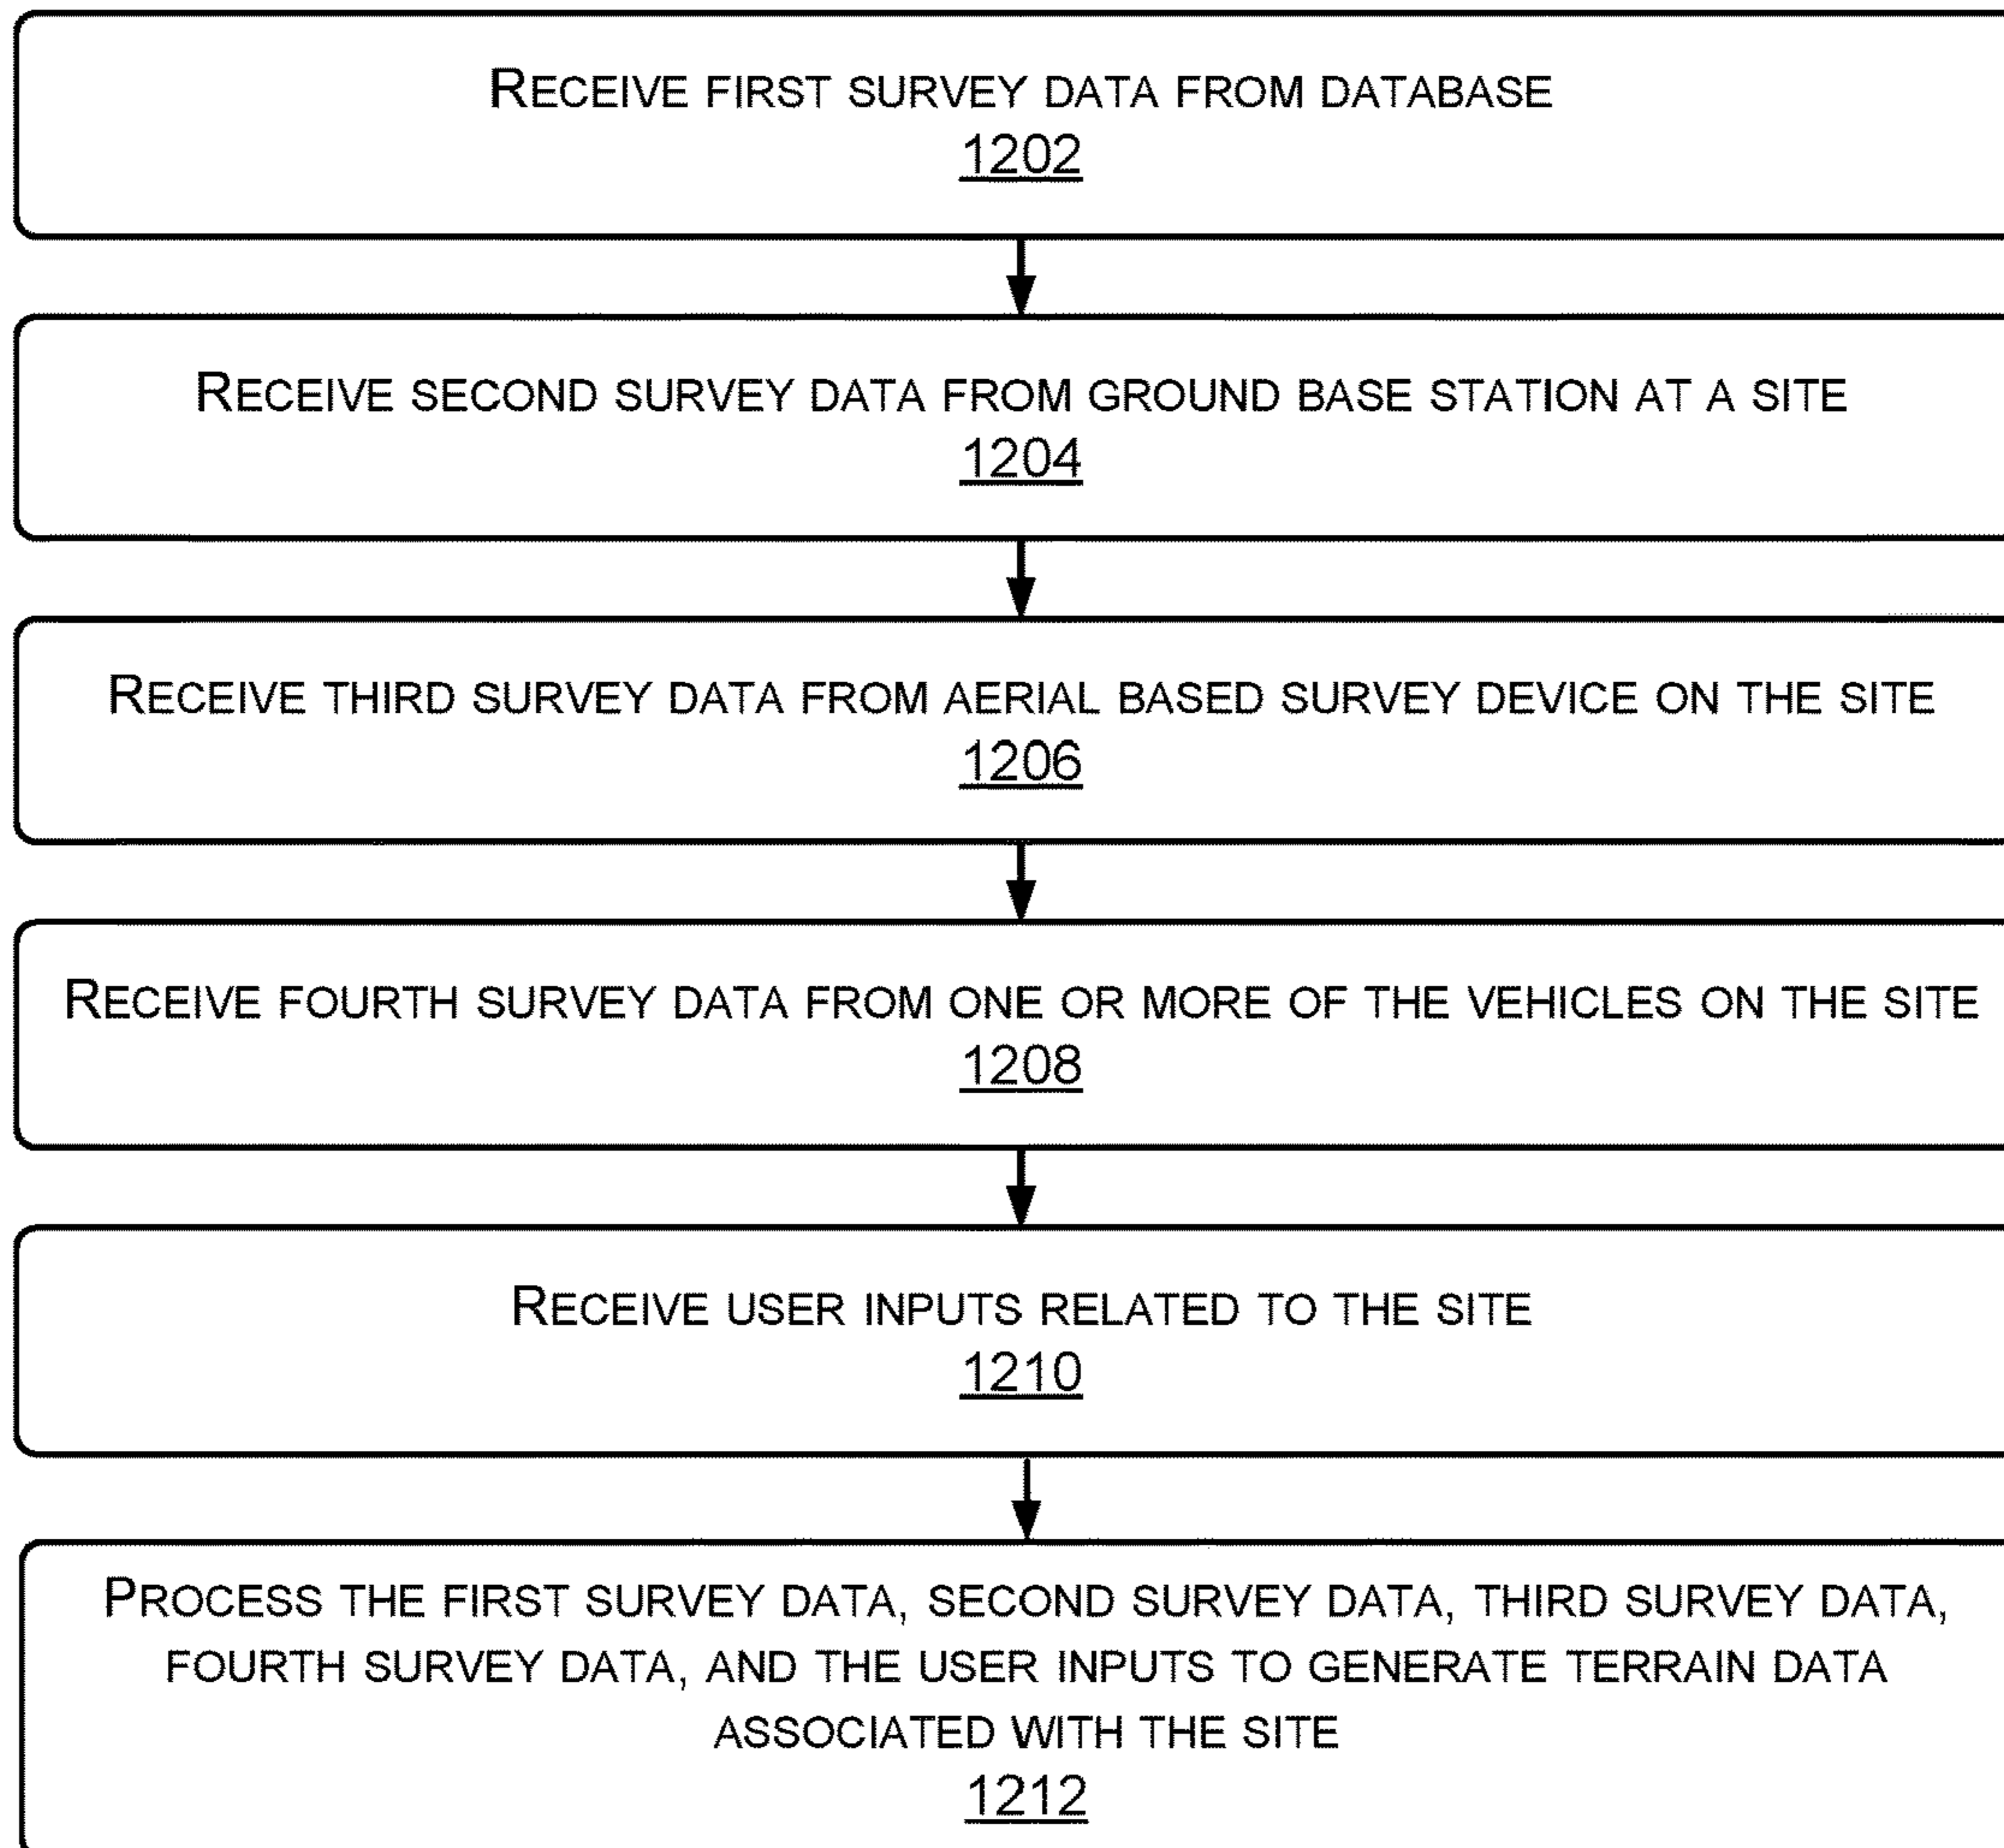 RECEIVE FIRST SURVEY DATA FROM DATABASE
1202
RECEIVE SECOND SURVEY DATA FROM GROUND BASE STATION AT A SITE
1204
RECEIVE THIRD SURVEY DATA FROM AERIAL BASED SURVEY DEVICE ON THE SITE
1206
RECEIVE FOURTH SURVEY DATA FROM ONE OR MORE OF THE VEHICLES ON THE SITE
1208
RECEIVE USER INPUTS RELATED TO THE SITE
1210
PROCESS THE FIRST SURVEY DATA, SECOND SURVEY DATA, THIRD SURVEY DATA,
FOURTH SURVEY DATA, AND THE USER INPUTS TO GENERATE TERRAIN DATA
ASSOCIATED WITH THE SITE
1212